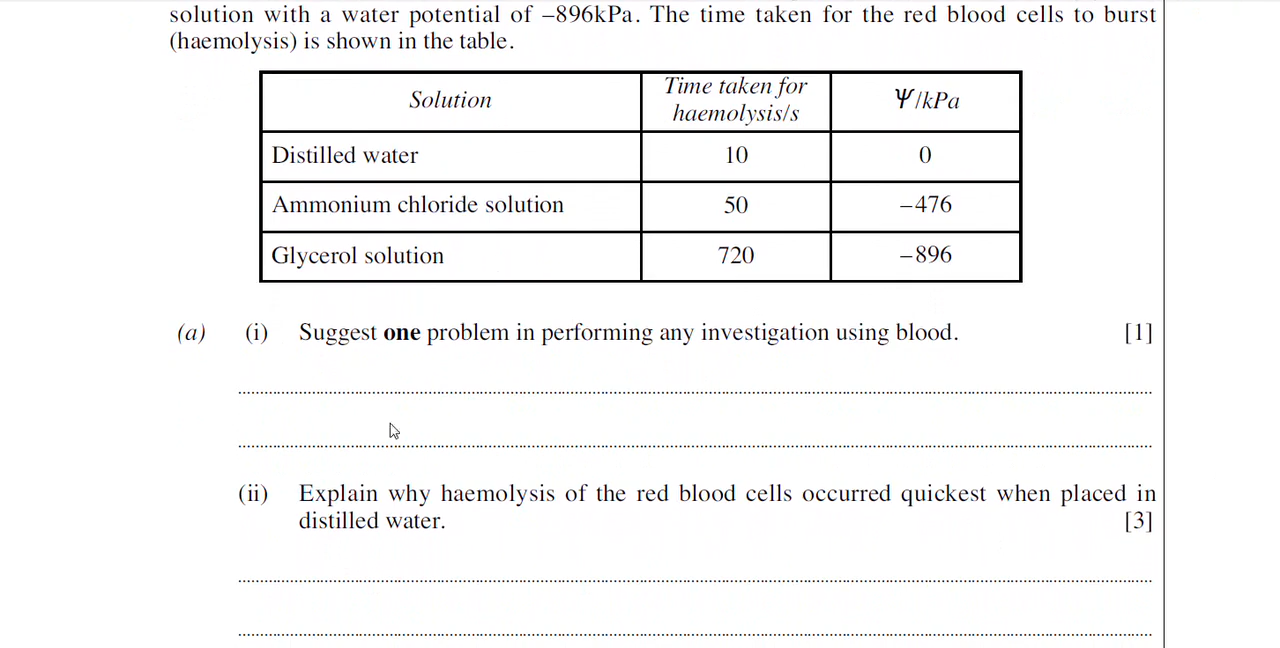 solution with a water potential of –896kPa. The time taken for the red blood cells to burst
(haemolysis) is shown in the table.
Solution
Time taken for
haemolysis/s
Ψ/kPa
Distilled water 10 0
Ammonium chloride solution 50 –476
Glycerol solution 720 –896
(a) (i) Suggest one problem in performing any investigation using blood. [1]
(ii) Explain why haemolysis of the red blood cells occurred quickest when placed in
distilled water. [3]